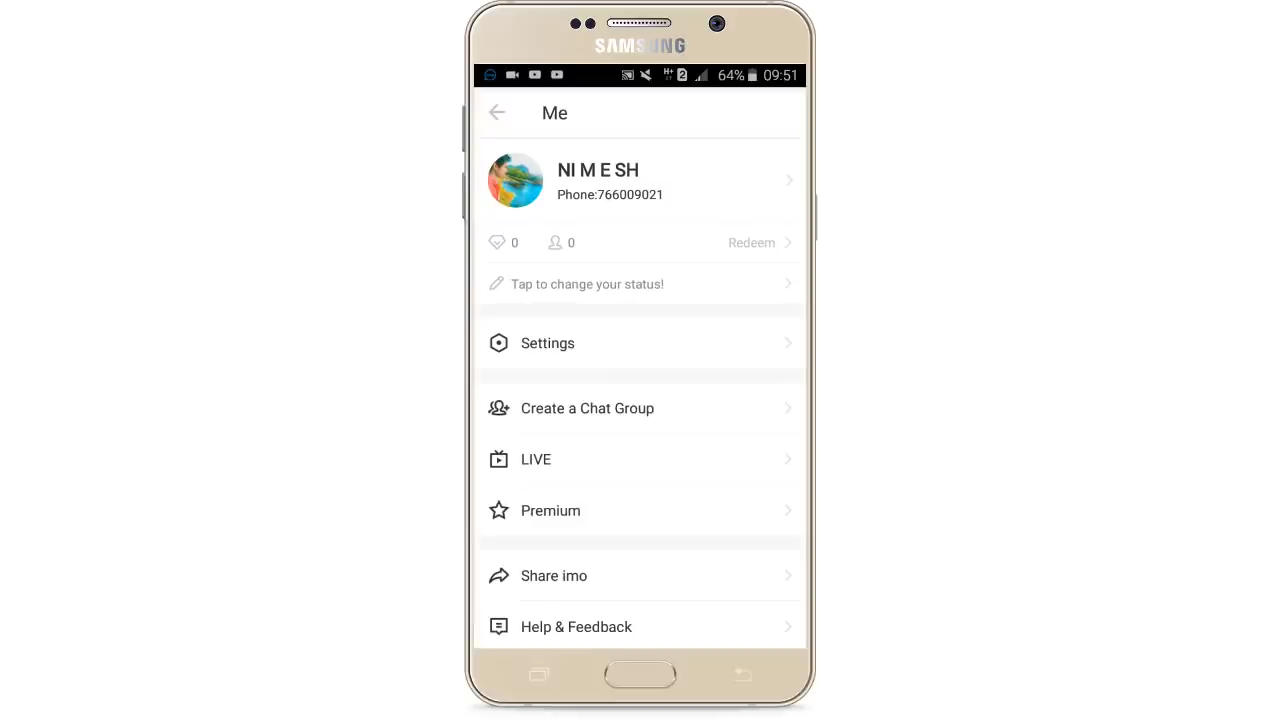 SAMSUNG
64% 09:51
Me
NI M E SH
Phone:766009021
0 0 Redeem
Tap to change your status!
Settings
Create a Chat Group
LIVE
Premium
Share imo
Help & Feedback